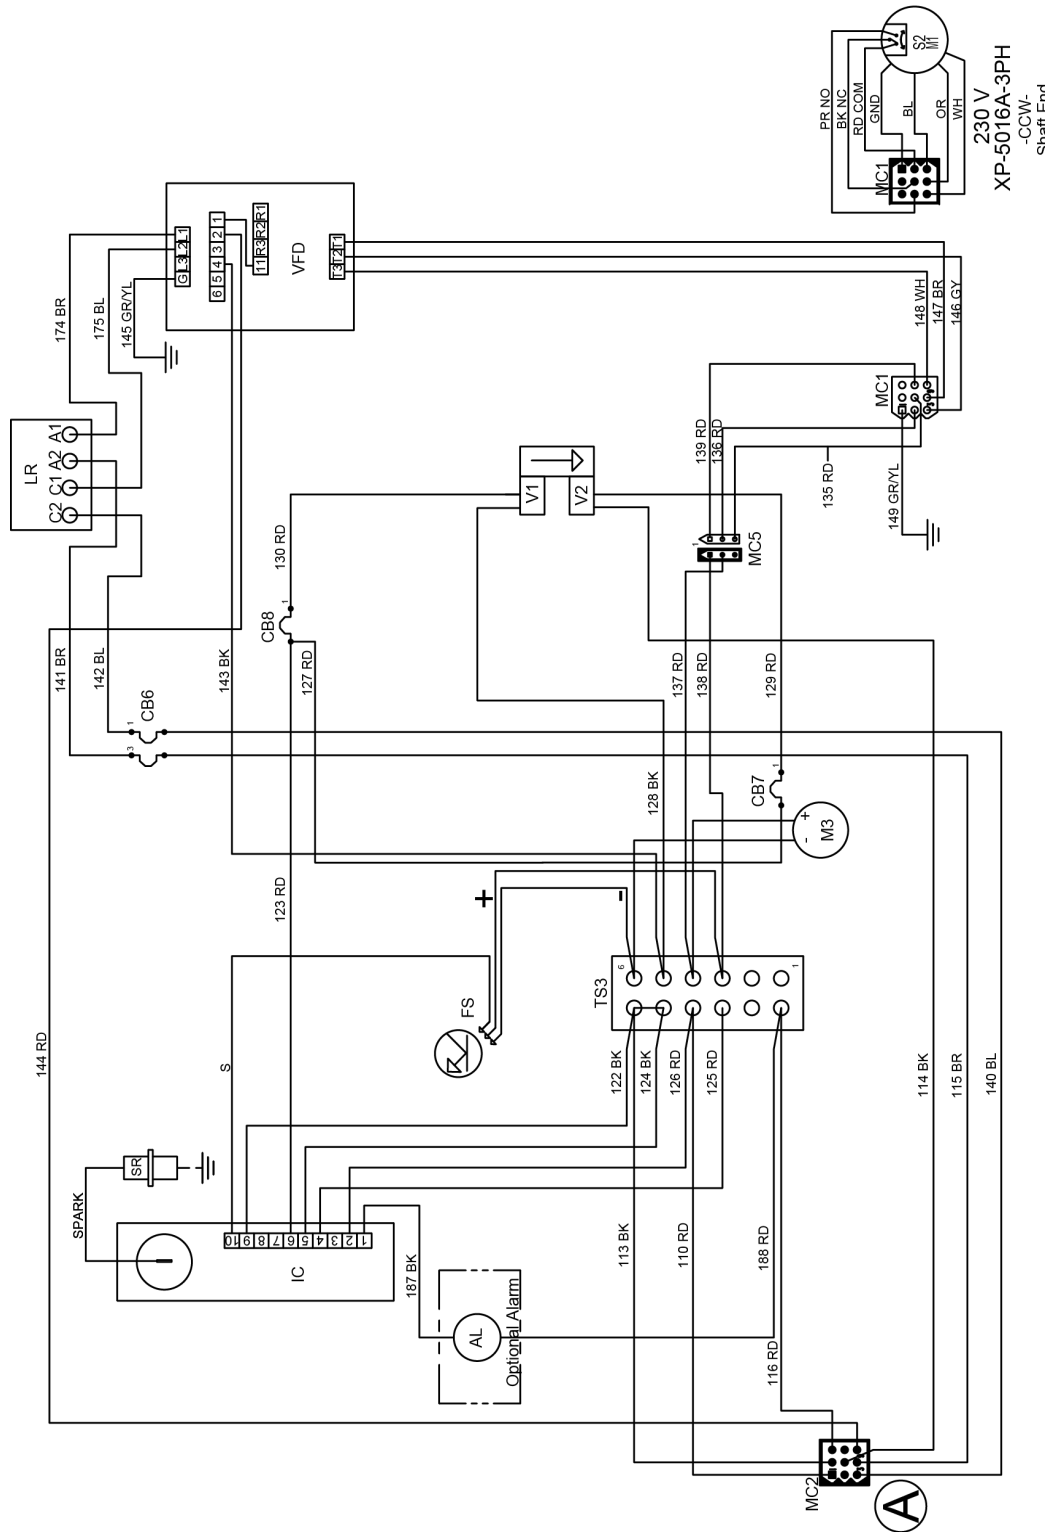 PR NO
BK NC
RD COM
GND
BL
OR
WH
S2
M1
MC1
230 V
XP-5016A-3PH
-CCW-
Shaft End
174 BR
175 BL
145 GR/YL
G L3 L2 L1
6 5 4 3 2 1
11 R3 R2 R1
VFD
T3 T2 T1
LR
C2 C1 A2 A1
148 WH
147 BR
146 GY
MC1
139 RD
136 RD
135 RD
149 GR/YL
V1
V2
130 RD
CB8
1
127 RD
1
MC5
141 BR
142 BL
143 BK
CB6
1
3
137 RD
138 RD
129 RD
128 BK
CB7
1
- +
M3
123 RD
+
-
144 RD
S
FS
TS3
6
1
122 BK
124 BK
126 RD
125 RD
114 BK
115 BR
140 BL
SPARK
SR
10 9 8 7 6 5 4 3 2 1
IC
187 BK
AL
Optional Alarm
113 BK
110 RD
188 RD
116 RD
MC2
A